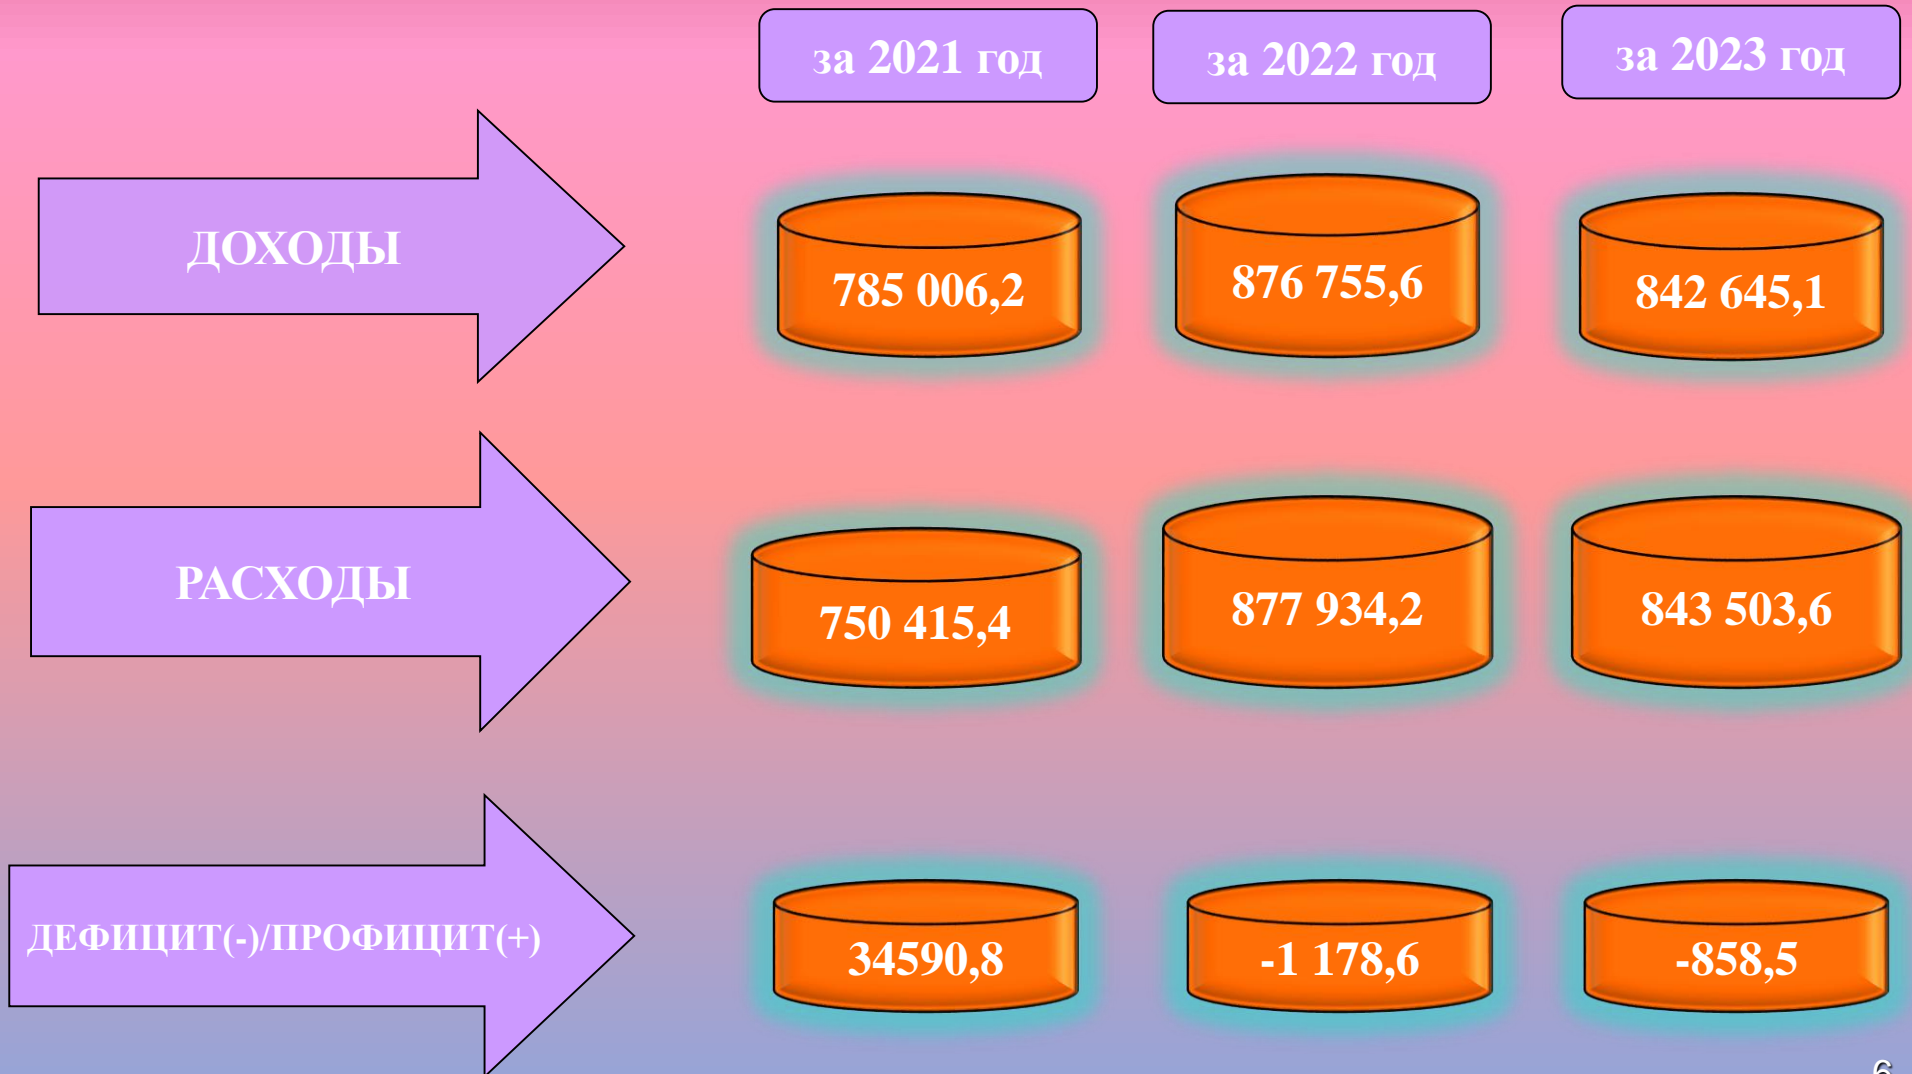 за 2021 год
за 2022 год
за 2023 год
ДОХОДЫ
785 006,2
876 755,6
842 645,1
РАСХОДЫ
750 415,4
877 934,2
843 503,6
ДЕФИЦИТ(-)/ПРОФИЦИТ(+)
34590,8
-1 178,6
-858,5
6